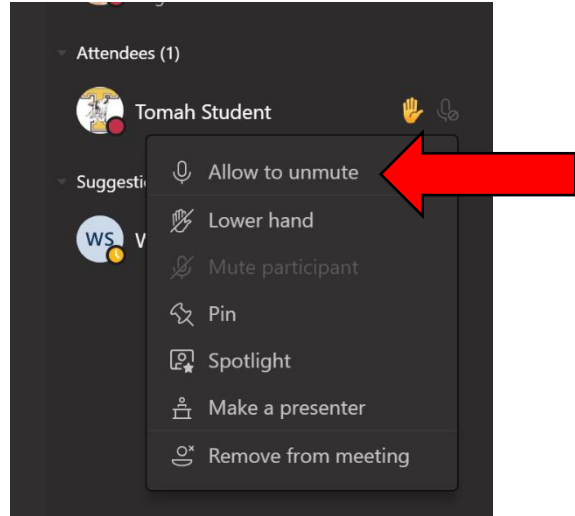 Attendees (1)
Tomah Student
Allow to unmute
Suggesti
Lower hand
WS
Mute participant
Pin
Spotlight
Make a presenter
Remove from meeting